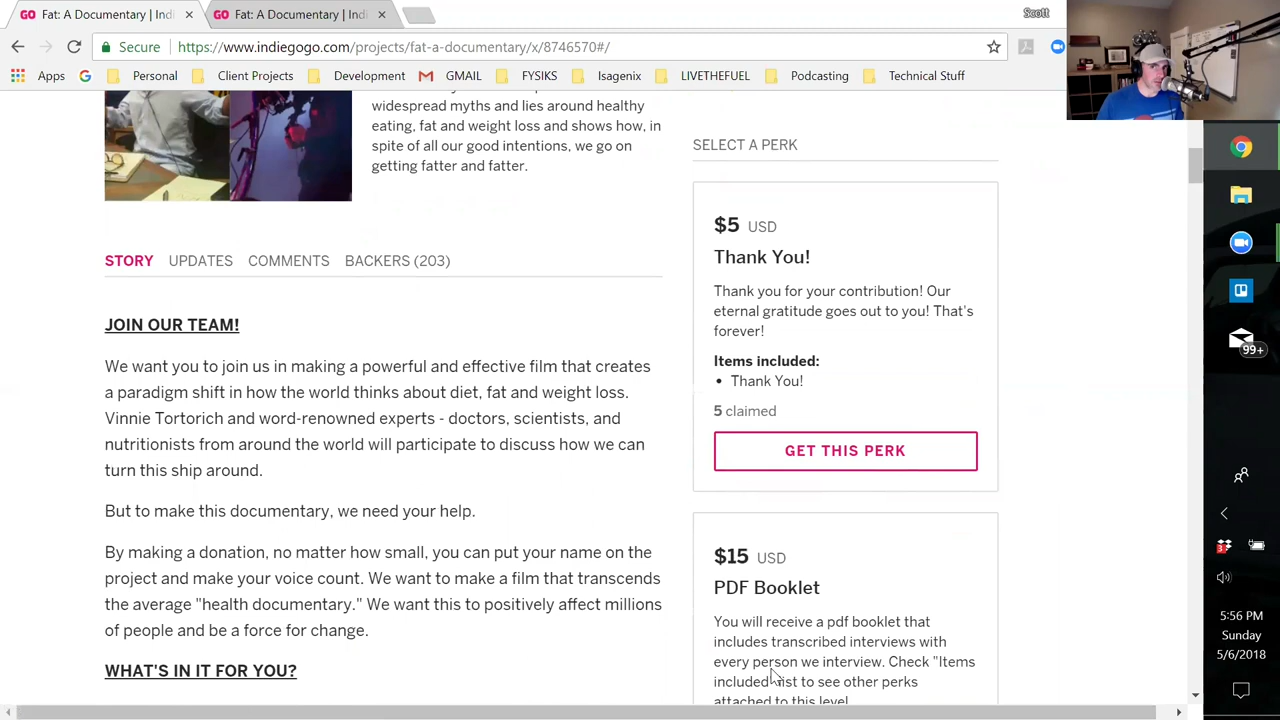 GO Fat: A Documentary | Indi
GO Fat: A Documentary | Indi
Scott
Secure https://www.indiegogo.com/projects/fat-a-documentary/x/8746570#/
Apps Personal Client Projects Development GMAIL FYSIKS Isagenix LIVETHEFUEL Podcasting Technical Stuff
widespread myths and lies around healthy
eating, fat and weight loss and shows how, in
spite of all our good intentions, we go on
getting fatter and fatter.
STORY UPDATES COMMENTS BACKERS (203)
JOIN OUR TEAM!
We want you to join us in making a powerful and effective film that creates
a paradigm shift in how the world thinks about diet, fat and weight loss.
Vinnie Tortorich and word-renowned experts - doctors, scientists, and
nutritionists from around the world will participate to discuss how we can
turn this ship around.
But to make this documentary, we need your help.
By making a donation, no matter how small, you can put your name on the
project and make your voice count. We want to make a film that transcends
the average "health documentary." We want this to positively affect millions
of people and be a force for change.
WHAT'S IN IT FOR YOU?
SELECT A PERK
$5 USD
Thank You!
Thank you for your contribution! Our
eternal gratitude goes out to you! That's
forever!
Items included:
• Thank You!
5 claimed
GET THIS PERK
$15 USD
PDF Booklet
You will receive a pdf booklet that
includes transcribed interviews with
every person we interview. Check "Items
included list to see other perks
attached to this level
99+
3
5:56 PM
Sunday
5/6/2018